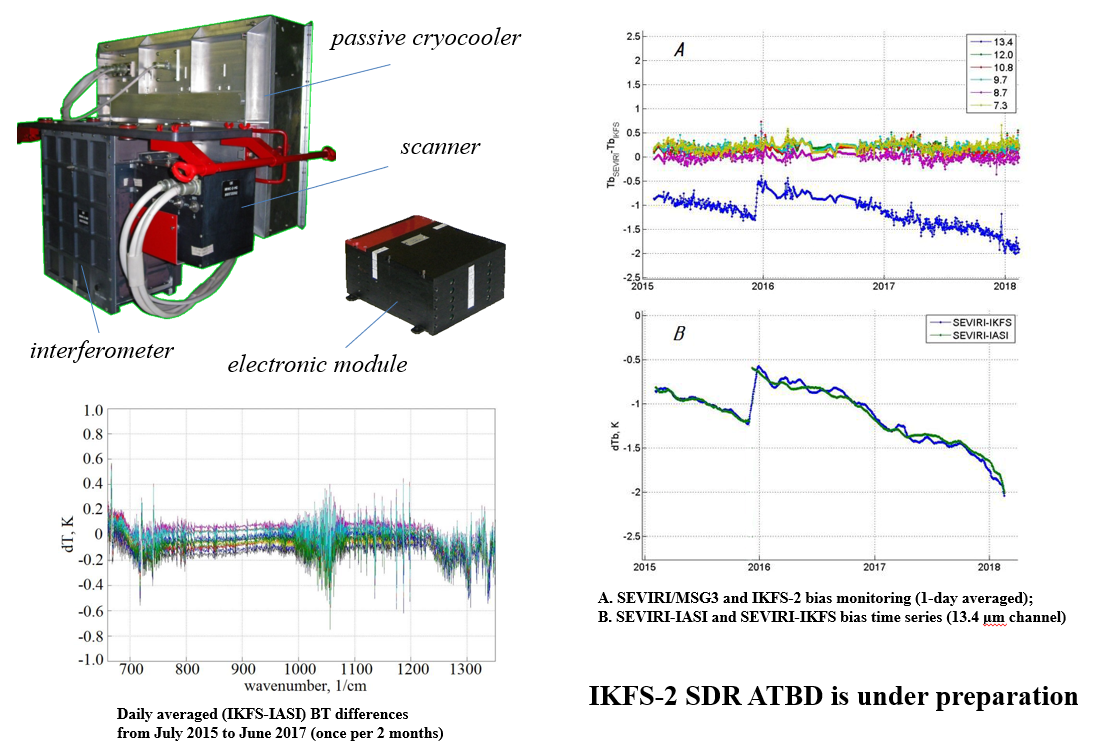 passive cryocooler
scanner
interferometer
electronic module
1.0
0.8
0.6
0.4
0.2
0
-0.2
-0.4
-0.6
-0.8
-1.0
dT, K
700 800 900 1000 1100 1200 1300
wavenumber, 1/cm
Daily averaged (IKFS-IASI) BT differences
from July 2015 to June 2017 (once per 2 months)
A
2.5
2
1.5
1
0.5
0
-0.5
-1
-1.5
-2
-2.5
Tb SEVIRI-Tb IKFS
13.4
12.0
10.8
9.7
8.7
7.3
2015 2016 2017 2018
B
0
-0.5
-1
-1.5
-2
-2.5
dTb, K
SEVIRI-IKFS
SEVIRI-IASI
2015 2016 2017 2018
A. SEVIRI/MSG3 and IKFS-2 bias monitoring (1-day averaged);
B. SEVIRI-IASI and SEVIRI-IKFS bias time series (13.4 µm channel)
IKFS-2 SDR ATBD is under preparation